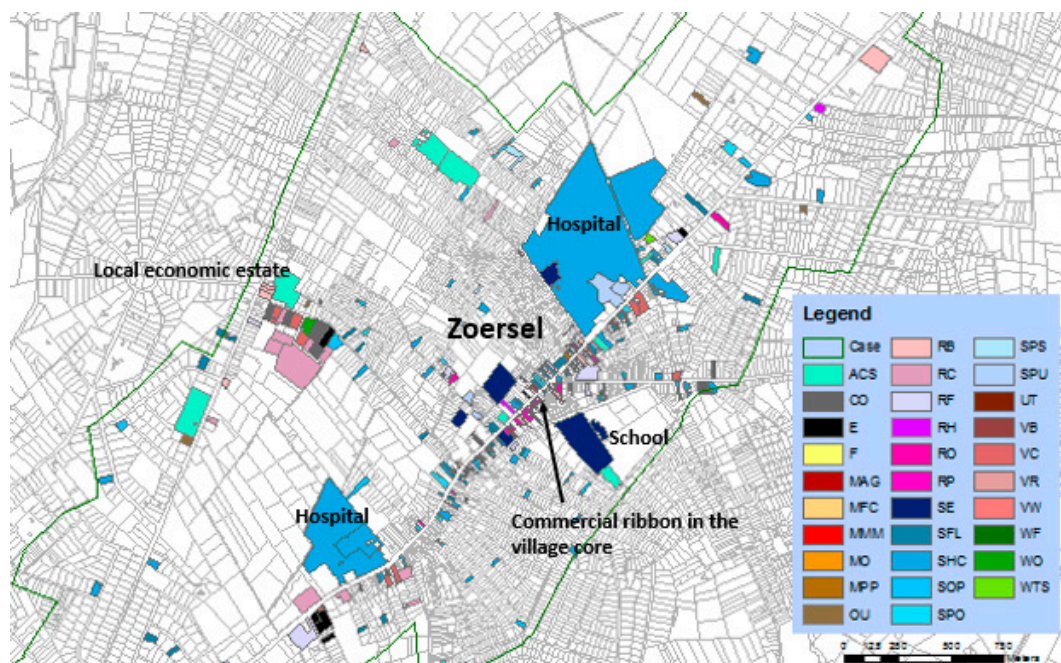 Hospital
Local economic estate
Zoersel
School
Hospital
Commercial ribbon in the
village core
Legend
Case
ACS
CO
E
F
MAG
MFC
MMM
MO
MPP
OU
RB
RC
RF
RH
RO
RP
SE
SFL
SHC
SOP
SPO
SPS
SPU
UT
VB
VC
VR
VW
WF
WO
WTS
0 125 250 500 750
Meters